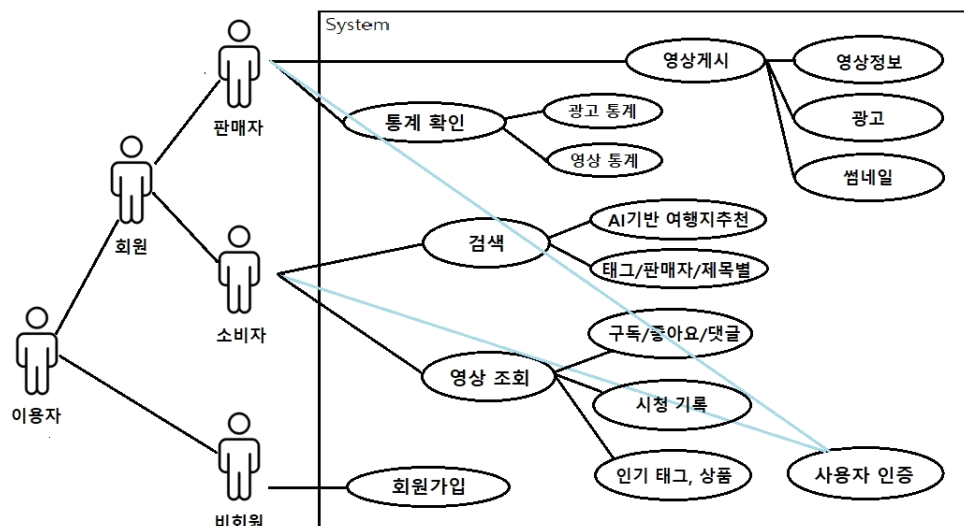 System
판매자
회원
소비자
이용자
비회원
영상게시
영상정보
광고
썸네일
통계 확인
광고 통계
영상 통계
검색
AI기반 여행지추천
태그/판매자/제목별
영상 조회
구독/좋아요/댓글
시청 기록
인기 태그, 상품
회원가입
사용자 인증